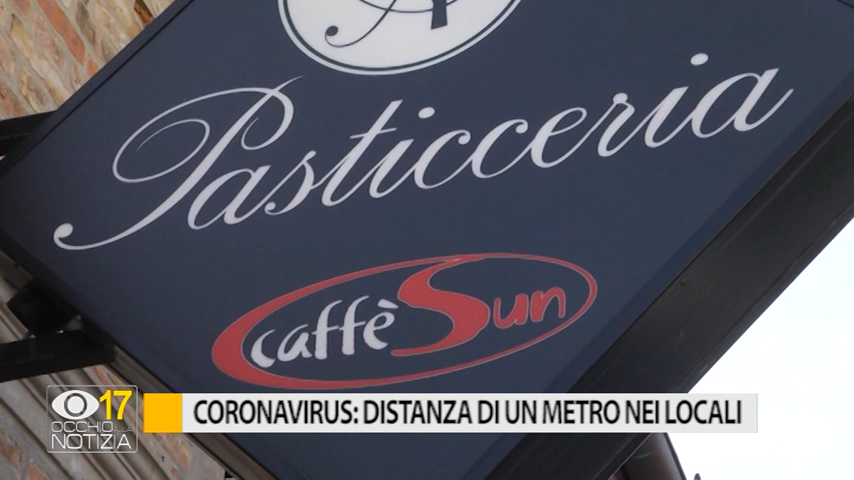 Pasticceria
caffè Sun
17
OCCHIO
NOTIZIA
CORONAVIRUS: DISTANZA DI UN METRO NEI LOCALI